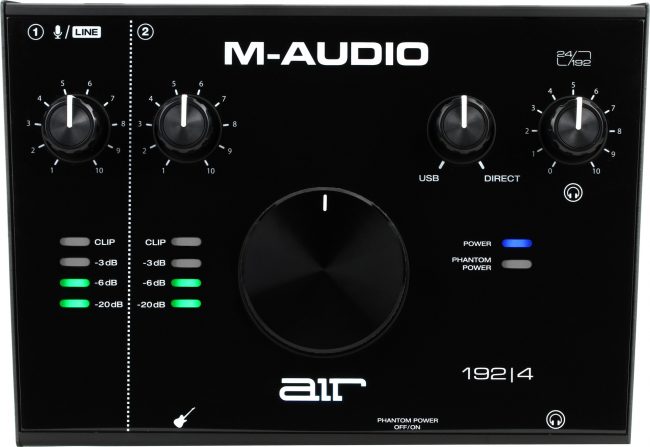 1 / LINE
2
M-AUDIO
24/192
1 2 3 4 5 6 7 8 9 10
1 2 3 4 5 6 7 8 9 10
USB DIRECT
0 1 2 3 4 5 6 7 8 9 10
CLIP
-3 dB
-6 dB
-20 dB
CLIP
-3 dB
-6 dB
-20 dB
POWER
PHANTOM
POWER
AIR
192|4
PHANTOM POWER
OFF/ON